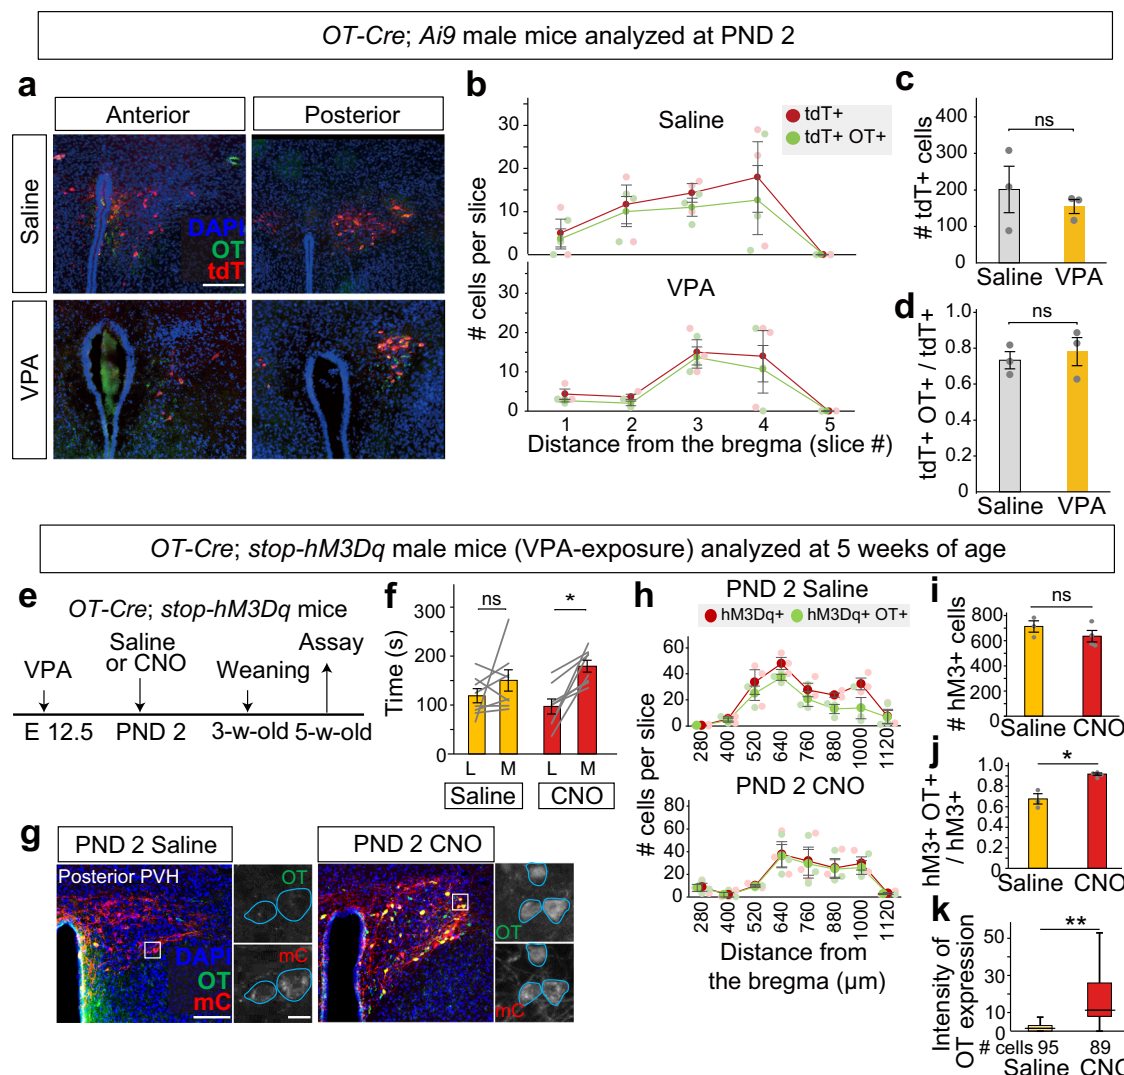 OT-Cre; Ai9 male mice analyzed at PND 2
a
Anterior
Posterior
Saline
DAPI
OT
tdT
VPA
b
# cells per slice
Saline
tdT+
tdT+ OT+
30
20
10
0
VPA
30
20
10
0
1 2 3 4 5
Distance from the bregma (slice #)
c
# tdT+ cells
400
300
200
100
0
ns
Saline VPA
d
tdT+ OT+ / tdT+
1.0
0.8
0.6
0.4
0.2
0
ns
Saline VPA
OT-Cre; stop-hM3Dq male mice (VPA-exposure) analyzed at 5 weeks of age
e
OT-Cre; stop-hM3Dq mice
VPA
Saline
or CNO
Weaning
Assay
E 12.5 PND 2 3-w-old 5-w-old
f
Time (s)
300
200
100
0
ns
*
L M L M
Saline CNO
g
PND 2 Saline
PND 2 CNO
Posterior PVH
DAPI
OT
mC
OT
mC
OT
mC
h
# cells per slice
PND 2 Saline
hM3Dq+
hM3Dq+ OT+
60
40
20
0
280 400 520 640 760 880 1000 1120
PND 2 CNO
80
60
40
20
0
280 400 520 640 760 880 1000 1120
Distance from
the bregma (µm)
i
# hM3+ cells
800
600
400
200
0
ns
Saline CNO
j
hM3+ OT+
/ hM3+
1.0
0.8
0.6
0.4
0.2
0
*
Saline CNO
k
Intensity of
OT expression
50
30
10
0
**
# cells 95 89
Saline CNO